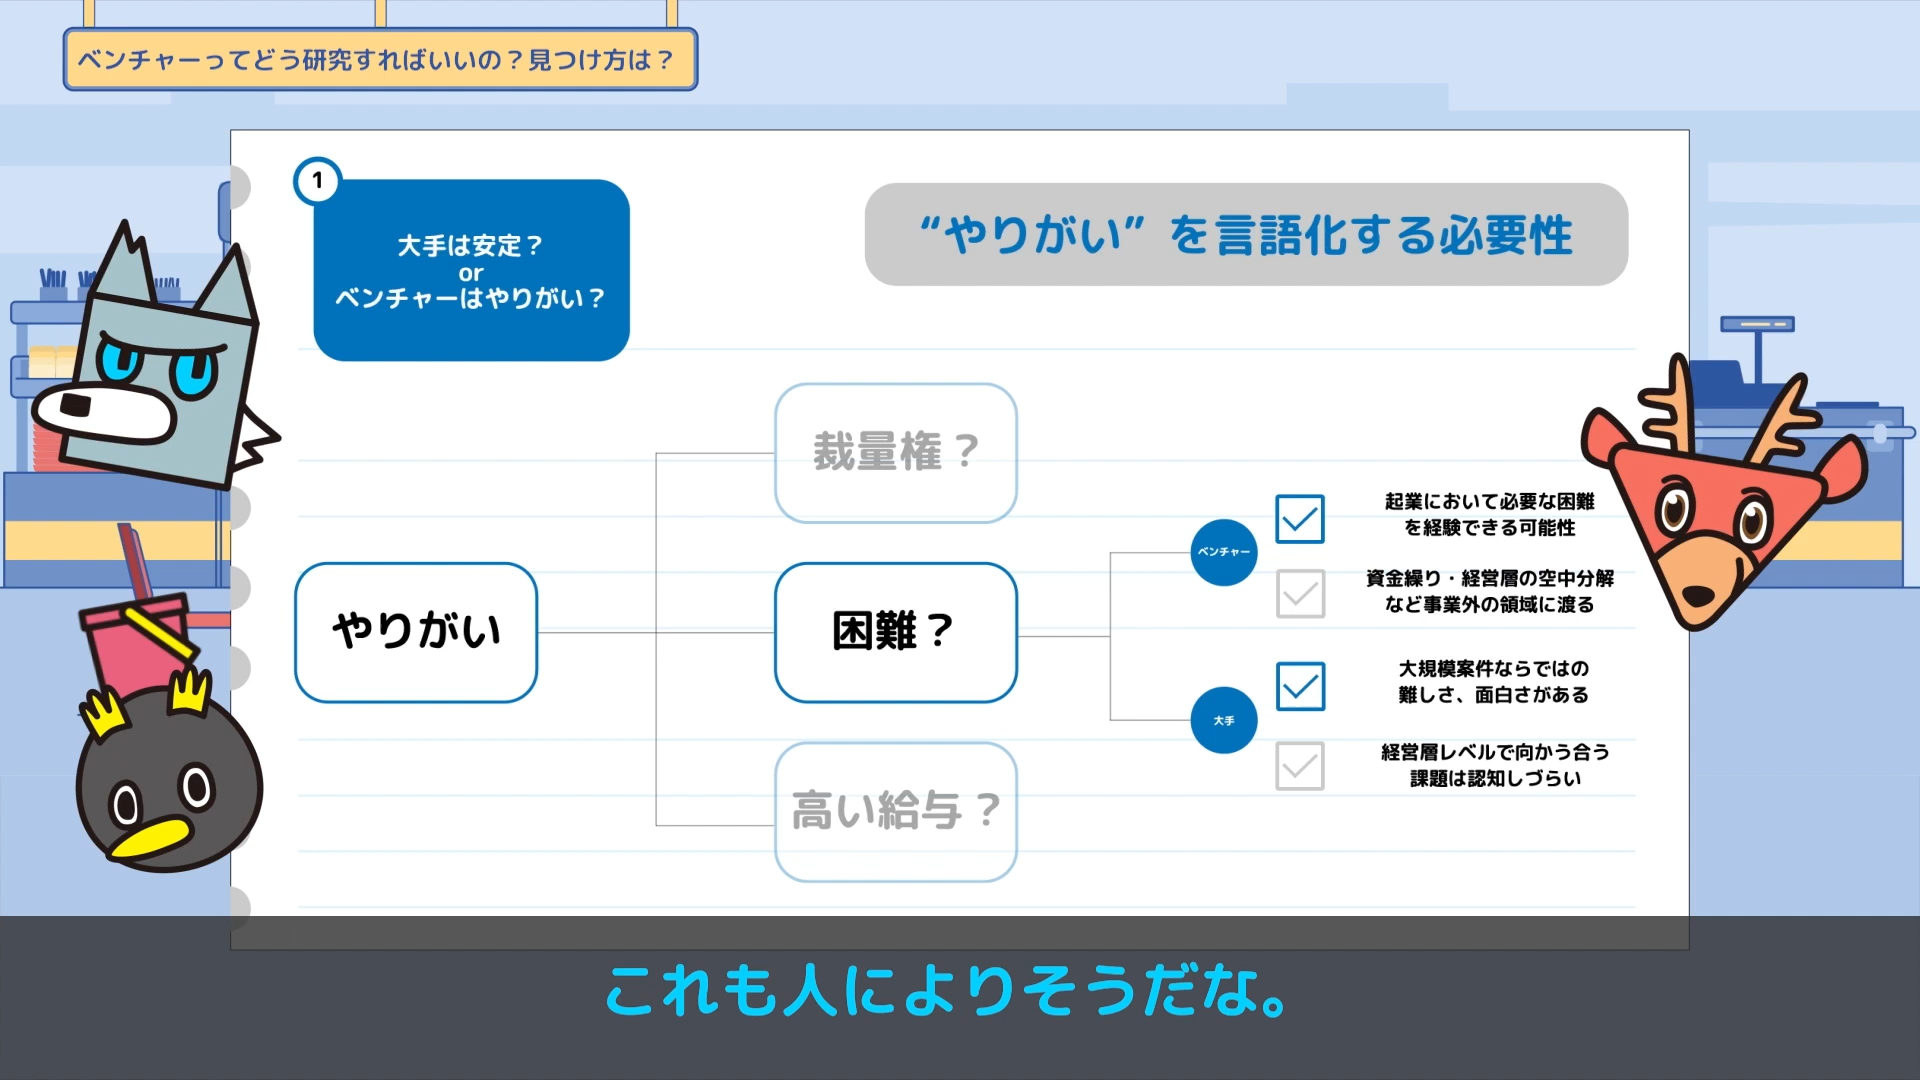 ベンチャーってどう研究すればいいの？見つけ方は？
1
大手は安定？
or
ベンチャーはやりがい？
“やりがい”を言語化する必要性
裁量権？
やりがい
困難？
高い給与？
ベンチャー
起業において必要な困難
を経験できる可能性
資金繰り・経営層の空中分解
など事業外の領域に渡る
大手
大規模案件ならではの
難しさ、面白さがある
経営層レベルで向かう合う
課題は認知しづらい
これも人によりそうだな。